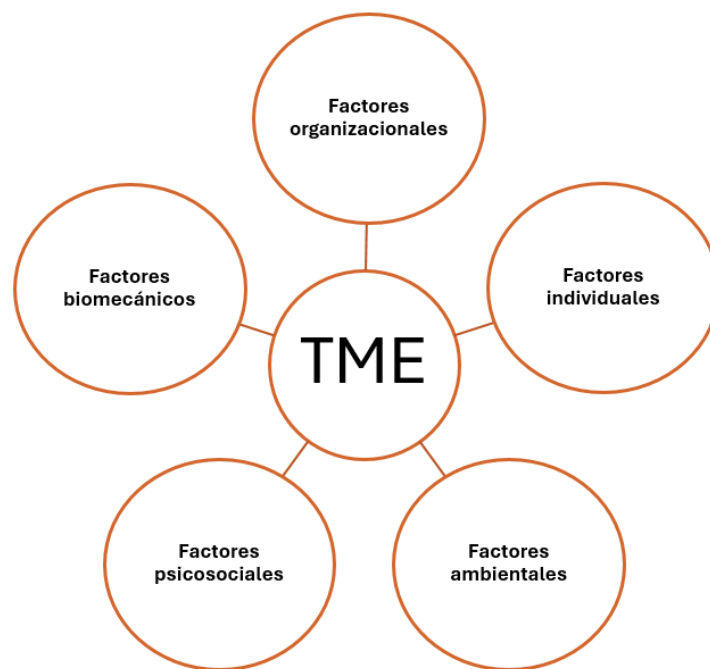 Factores
organizacionales
Factores
biomecánicos
Factores
individuales
TME
Factores
psicosociales
Factores
ambientales